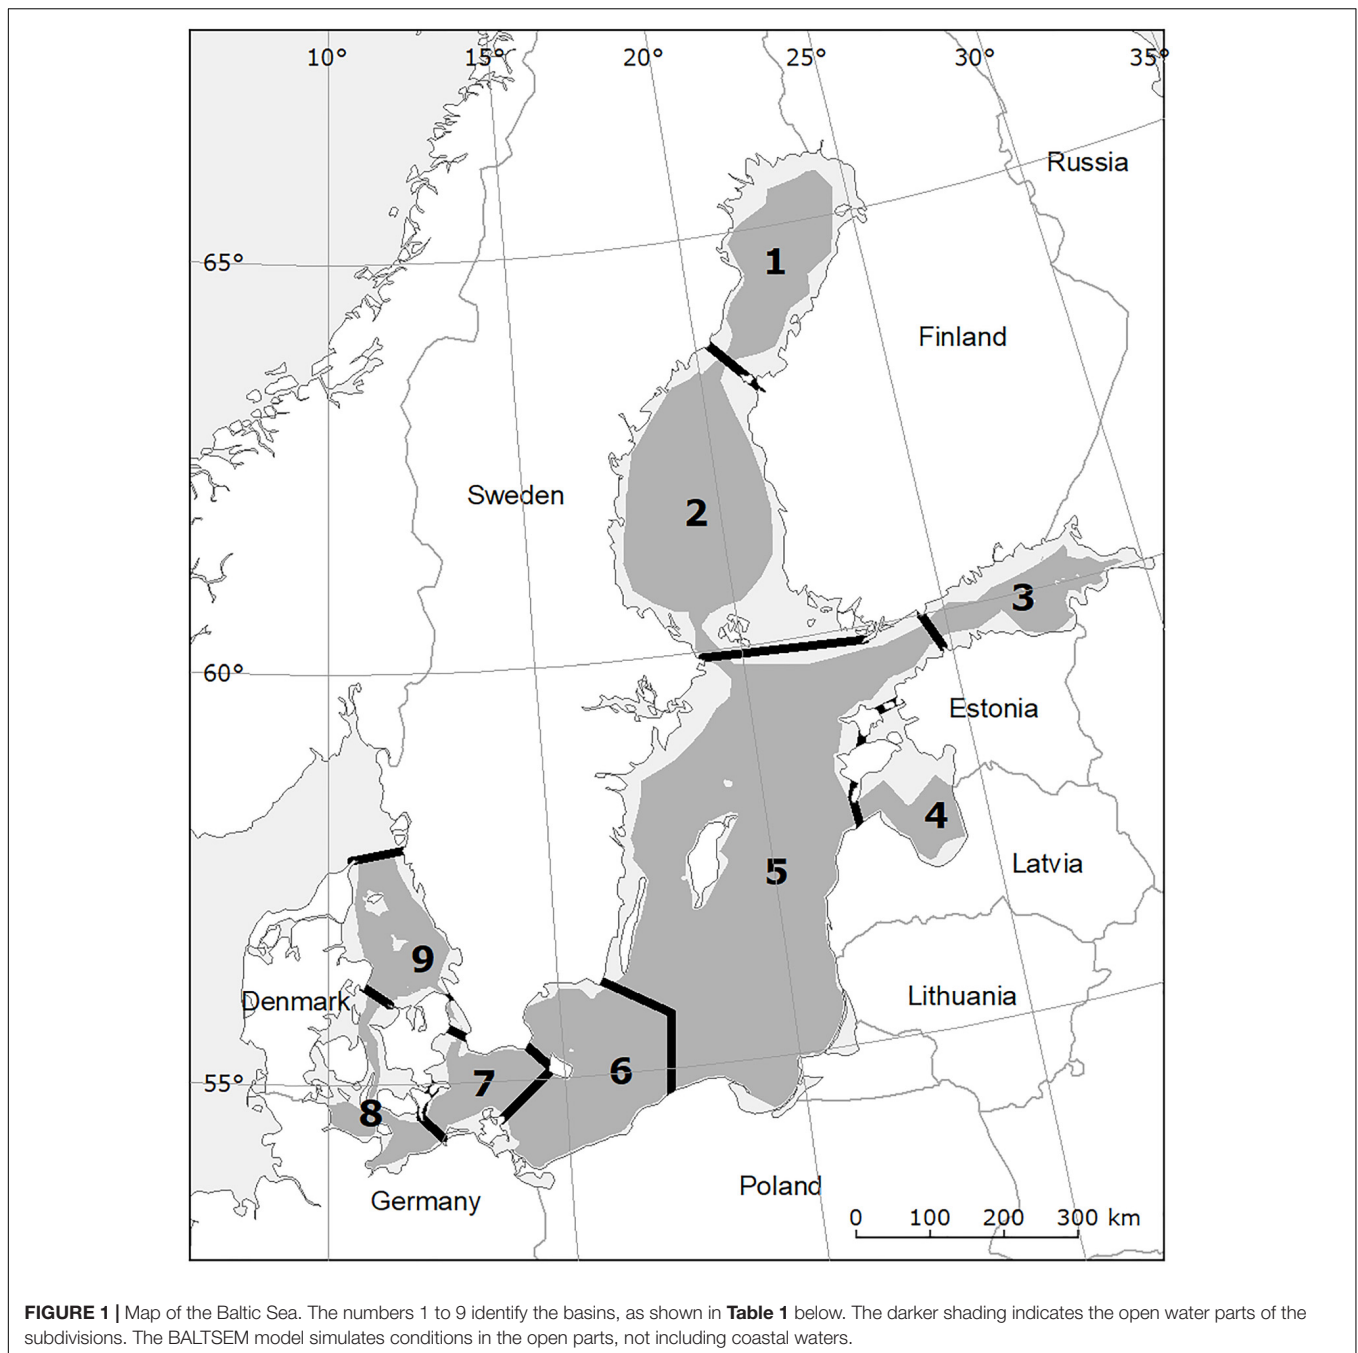 10° 15° 20° 25° 30° 35°
Russia
65°
1
Finland
Sweden
2
3
60°
Estonia
4
Latvia
5
9
Denmark
Lithuania
55°
7
6
8
Poland
Germany
0 100 200 300 km
FIGURE 1 | Map of the Baltic Sea. The numbers 1 to 9 identify the basins, as shown in Table 1 below. The darker shading indicates the open water parts of the
subdivisions. The BALTSEM model simulates conditions in the open parts, not including coastal waters.